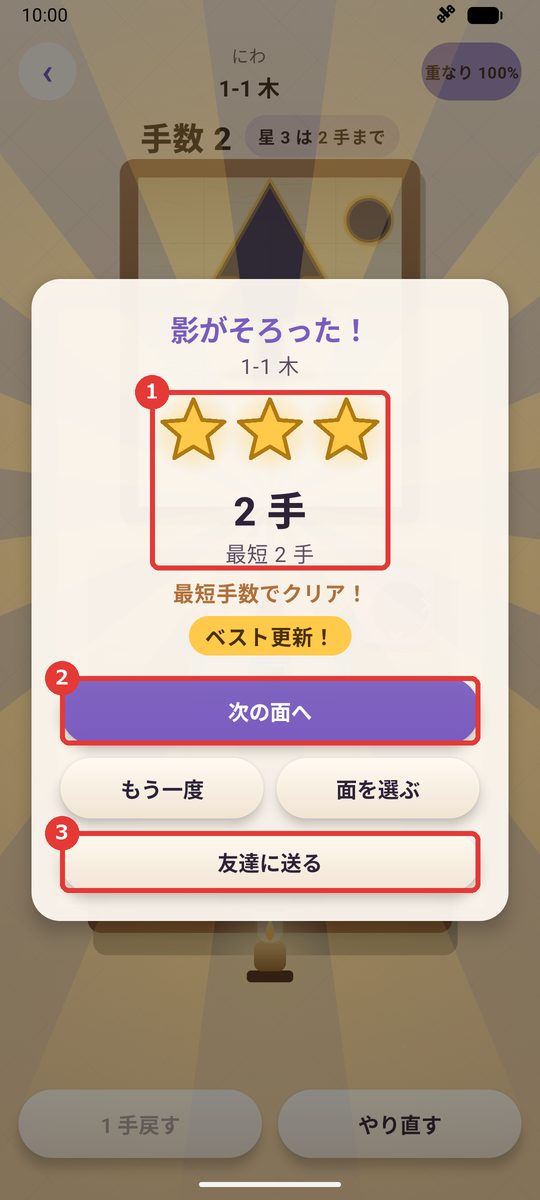 10:00
にわ
1-1 木
重なり 100%
手数 2
星 3 は 2 手まで
影がそろった！
1-1 木
1
2 手
最短 2 手
最短手数でクリア！
ベスト更新！
2
次の面へ
もう一度
面を選ぶ
3
友達に送る
1 手戻す
やり直す